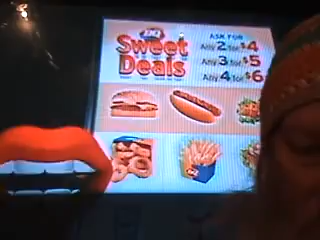 DQ
Sweet
Deals
ASK FOR
Any 2 for $4
Any 3 for $5
Any 4 for $6